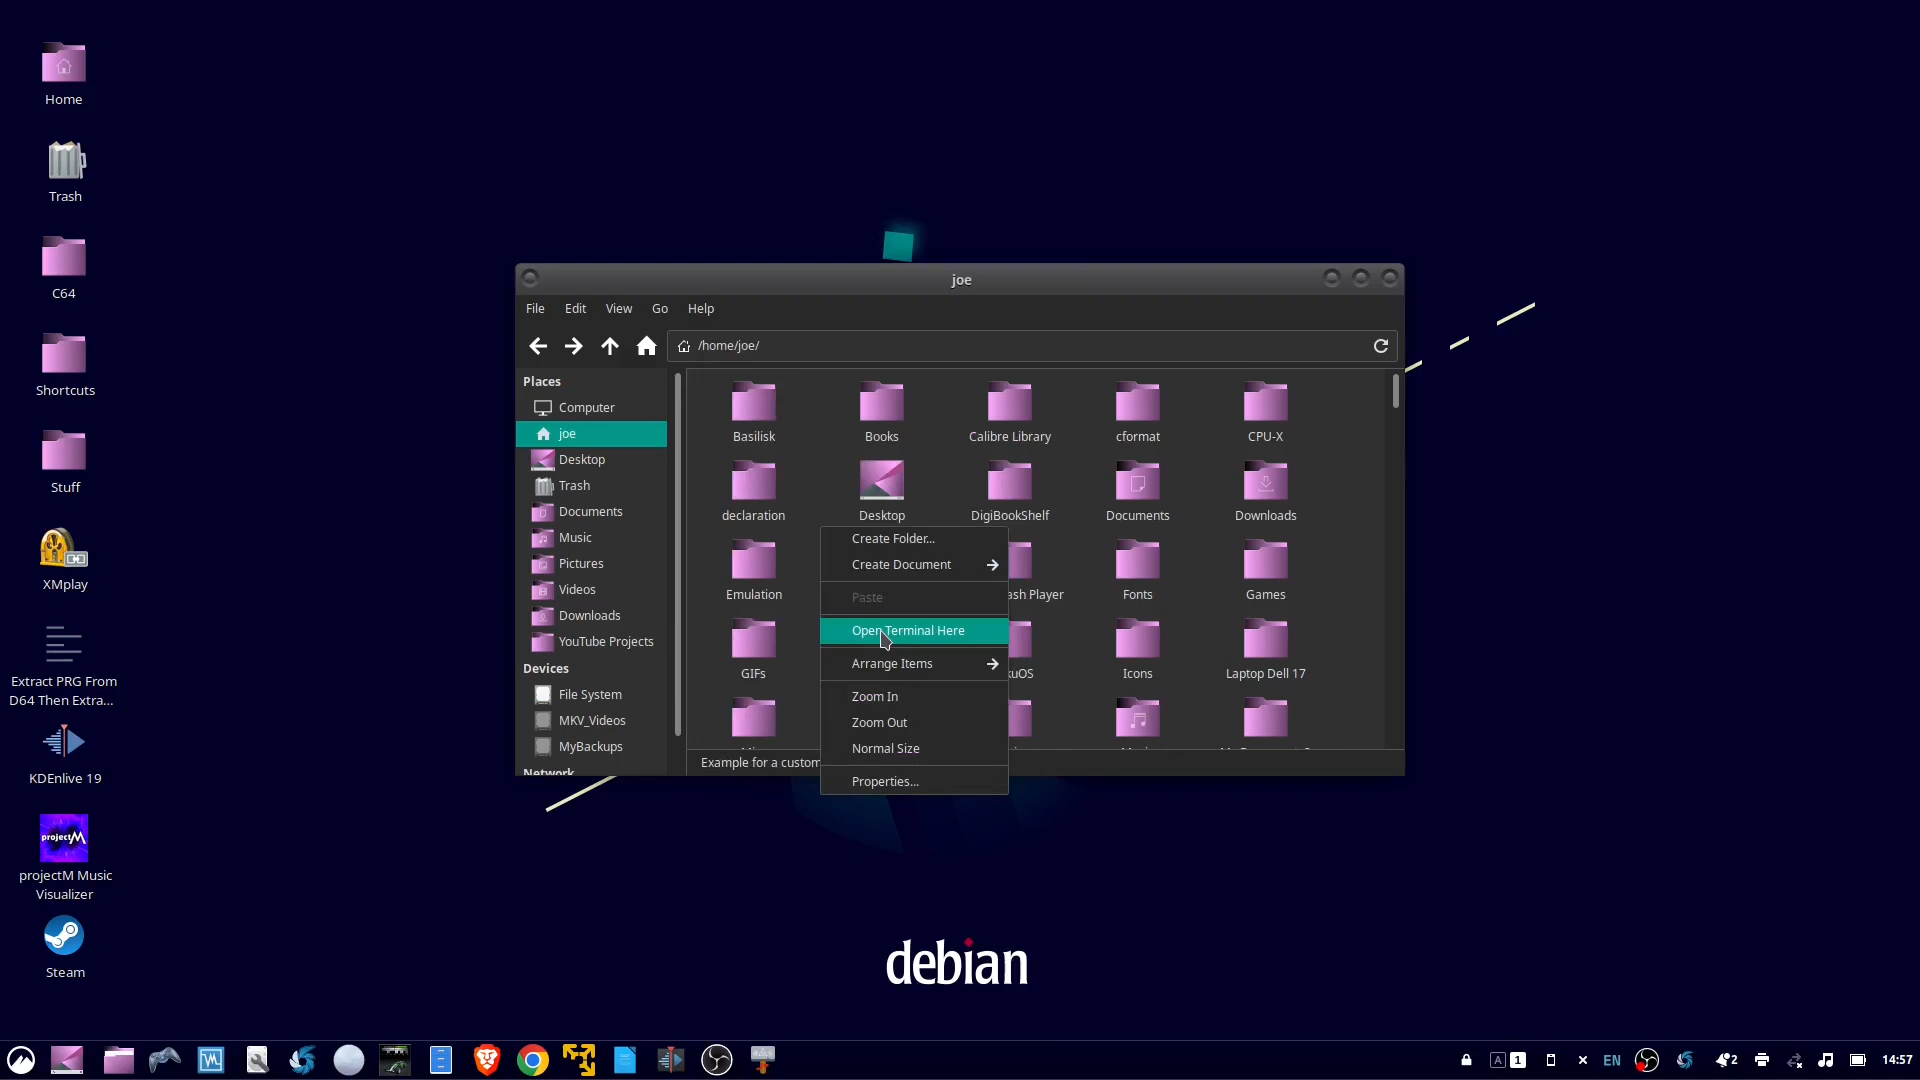 Home
Trash
C64
Shortcuts
Stuff
XMplay
Extract PRG From
D64 Then Extra...
KDEnlive 19
projectM
projectM Music
Visualizer
Steam
joe
File Edit View Go Help
/home/joe/
Places
Computer
joe
Desktop
Trash
Documents
Music
Pictures
Videos
Downloads
YouTube Projects
Devices
File System
MKV_Videos
MyBackups
Network
Basilisk Books Calibre Library cformat CPU-X
declaration Desktop DigiBookShelf Documents Downloads
Emulation ash Player Fonts Games
GIFs kuOS Icons Laptop Dell 17
Example for a custom
Create Folder...
Create Document
Paste
Open Terminal Here
Arrange Items
Zoom In
Zoom Out
Normal Size
Properties...
debian
A 1 EN 2 14:57